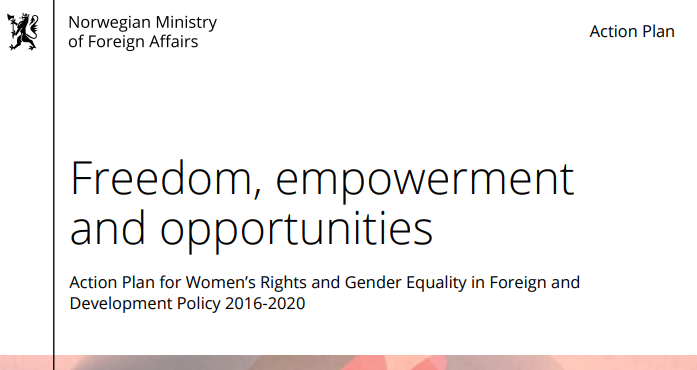 Norwegian Ministry
of Foreign Affairs
Action Plan
Freedom, empowerment
and opportunities
Action Plan for Women’s Rights and Gender Equality in Foreign and
Development Policy 2016-2020